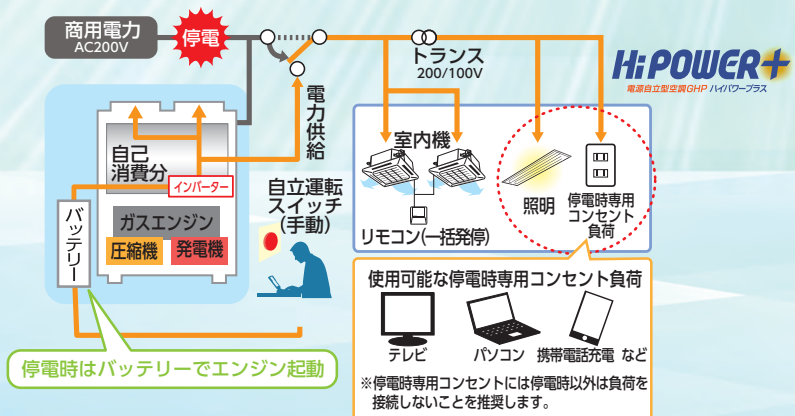 商用電力
AC200V
停電
トランス
200/100V
HiPOWER+
電源自立型空調GHP ハイパワープラス
電力供給
自己
消費分
インバーター
ガスエンジン
圧縮機
発電機
バッテリー
自立運転
スイッチ
(手動)
室内機
リモコン(一括発停)
照明
停電時専用
コンセント
負荷
使用可能な停電時専用コンセント負荷
テレビ
パソコン
携帯電話充電 など
※停電時専用コンセントには停電時以外は負荷を
接続しないことを推奨します。
停電時はバッテリーでエンジン起動